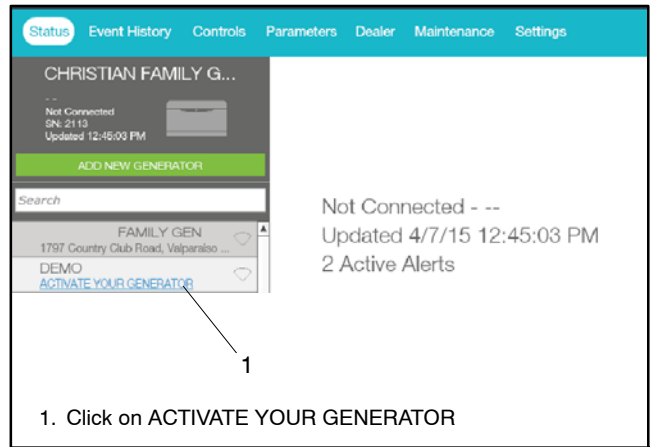 Status Event History Controls Parameters Dealer Maintenance Settings
CHRISTIAN FAMILY G...
- -
Not Connected
SN: 2113
Updated 12:45:03 PM
ADD NEW GENERATOR
Search
FAMILY GEN
1797 Country Club Road, Valparaiso ...
DEMO
ACTIVATE YOUR GENERATOR
Not Connected - --
Updated 4/7/15 12:45:03 PM
2 Active Alerts
1
1. Click on ACTIVATE YOUR GENERATOR